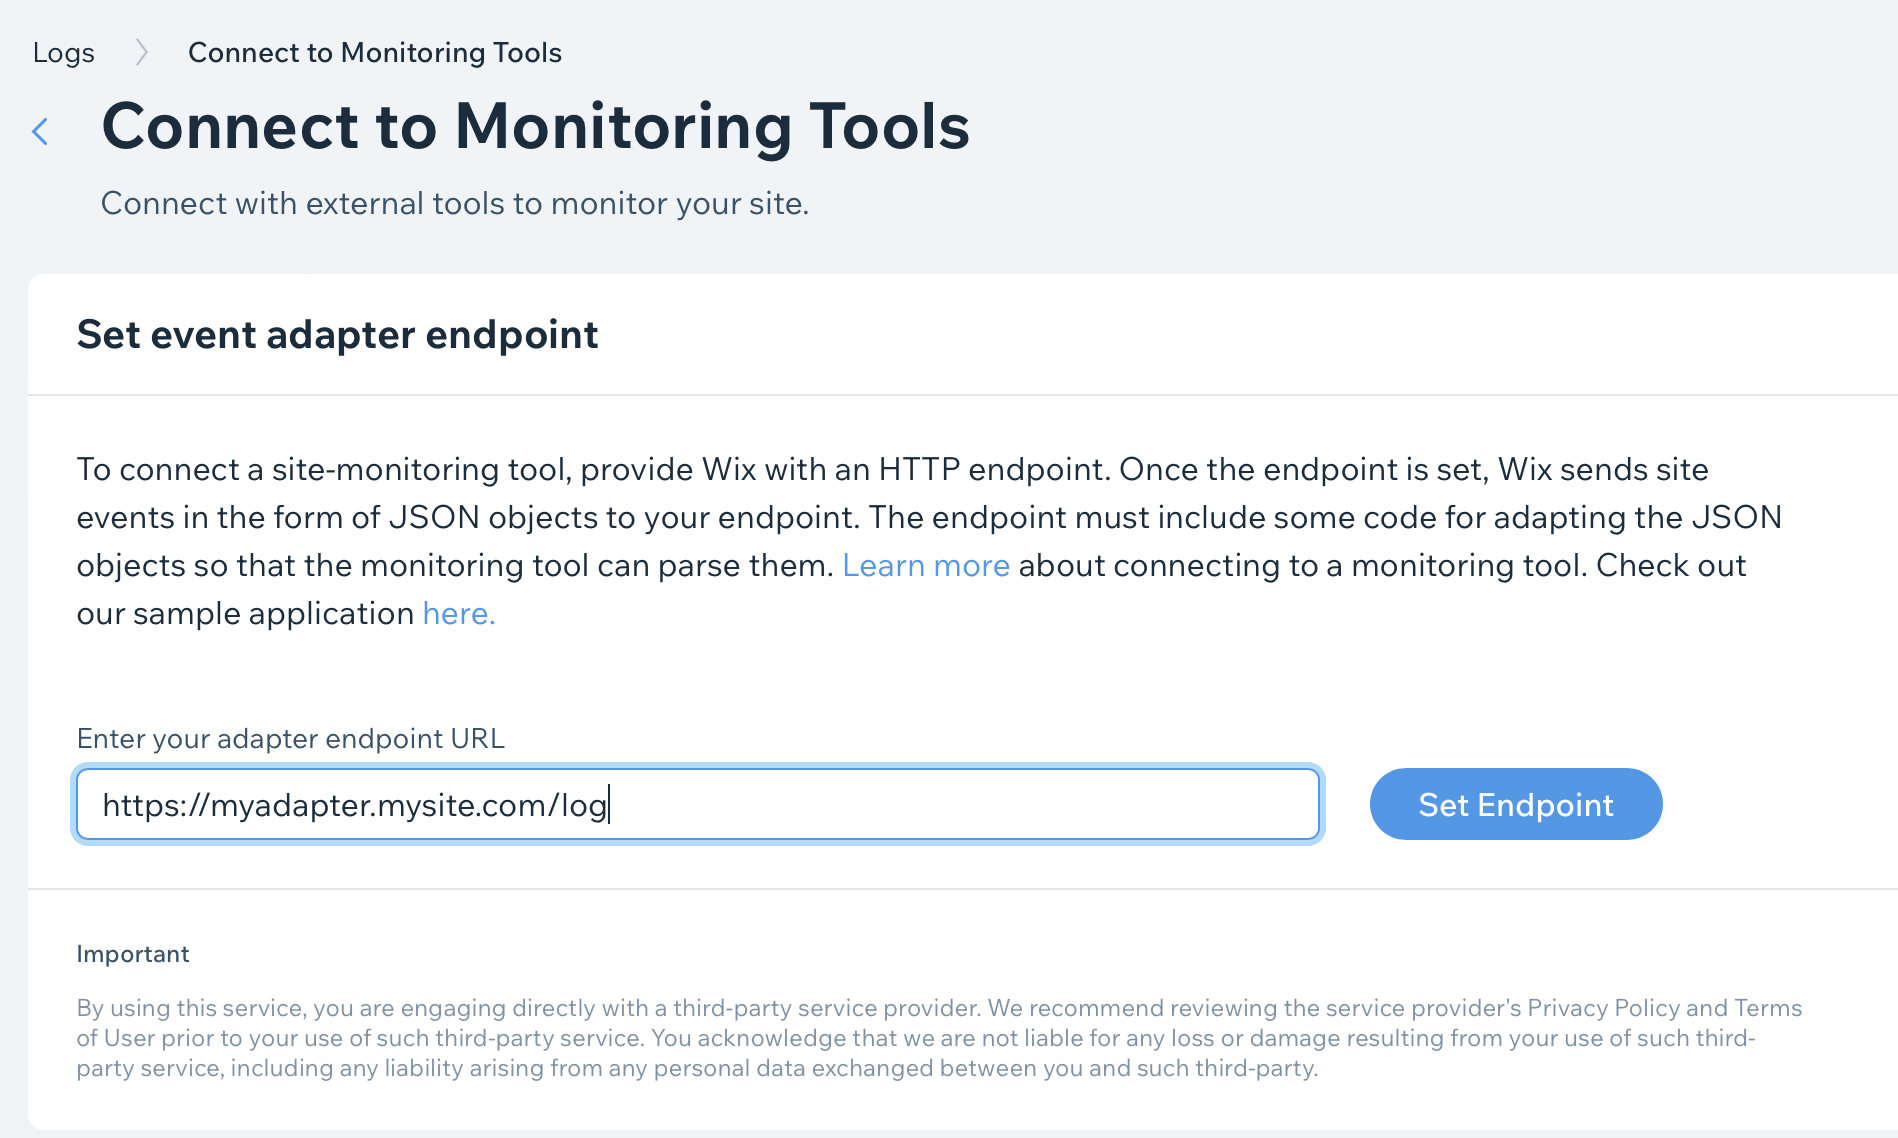 Logs
Connect to Monitoring Tools
Connect to Monitoring Tools
Connect with external tools to monitor your site.
Set event adapter endpoint
To connect a site-monitoring tool, provide Wix with an HTTP endpoint. Once the endpoint is set, Wix sends site
events in the form of JSON objects to your endpoint. The endpoint must include some code for adapting the JSON
objects so that the monitoring tool can parse them. Learn more about connecting to a monitoring tool. Check out
our sample application here.
Enter your adapter endpoint URL
https://myadapter.mysite.com/log
Set Endpoint
Important
By using this service, you are engaging directly with a third-party service provider. We recommend reviewing the service provider's Privacy Policy and Terms
of User prior to your use of such third-party service. You acknowledge that we are not liable for any loss or damage resulting from your use of such third-
party service, including any liability arising from any personal data exchanged between you and such third-party.